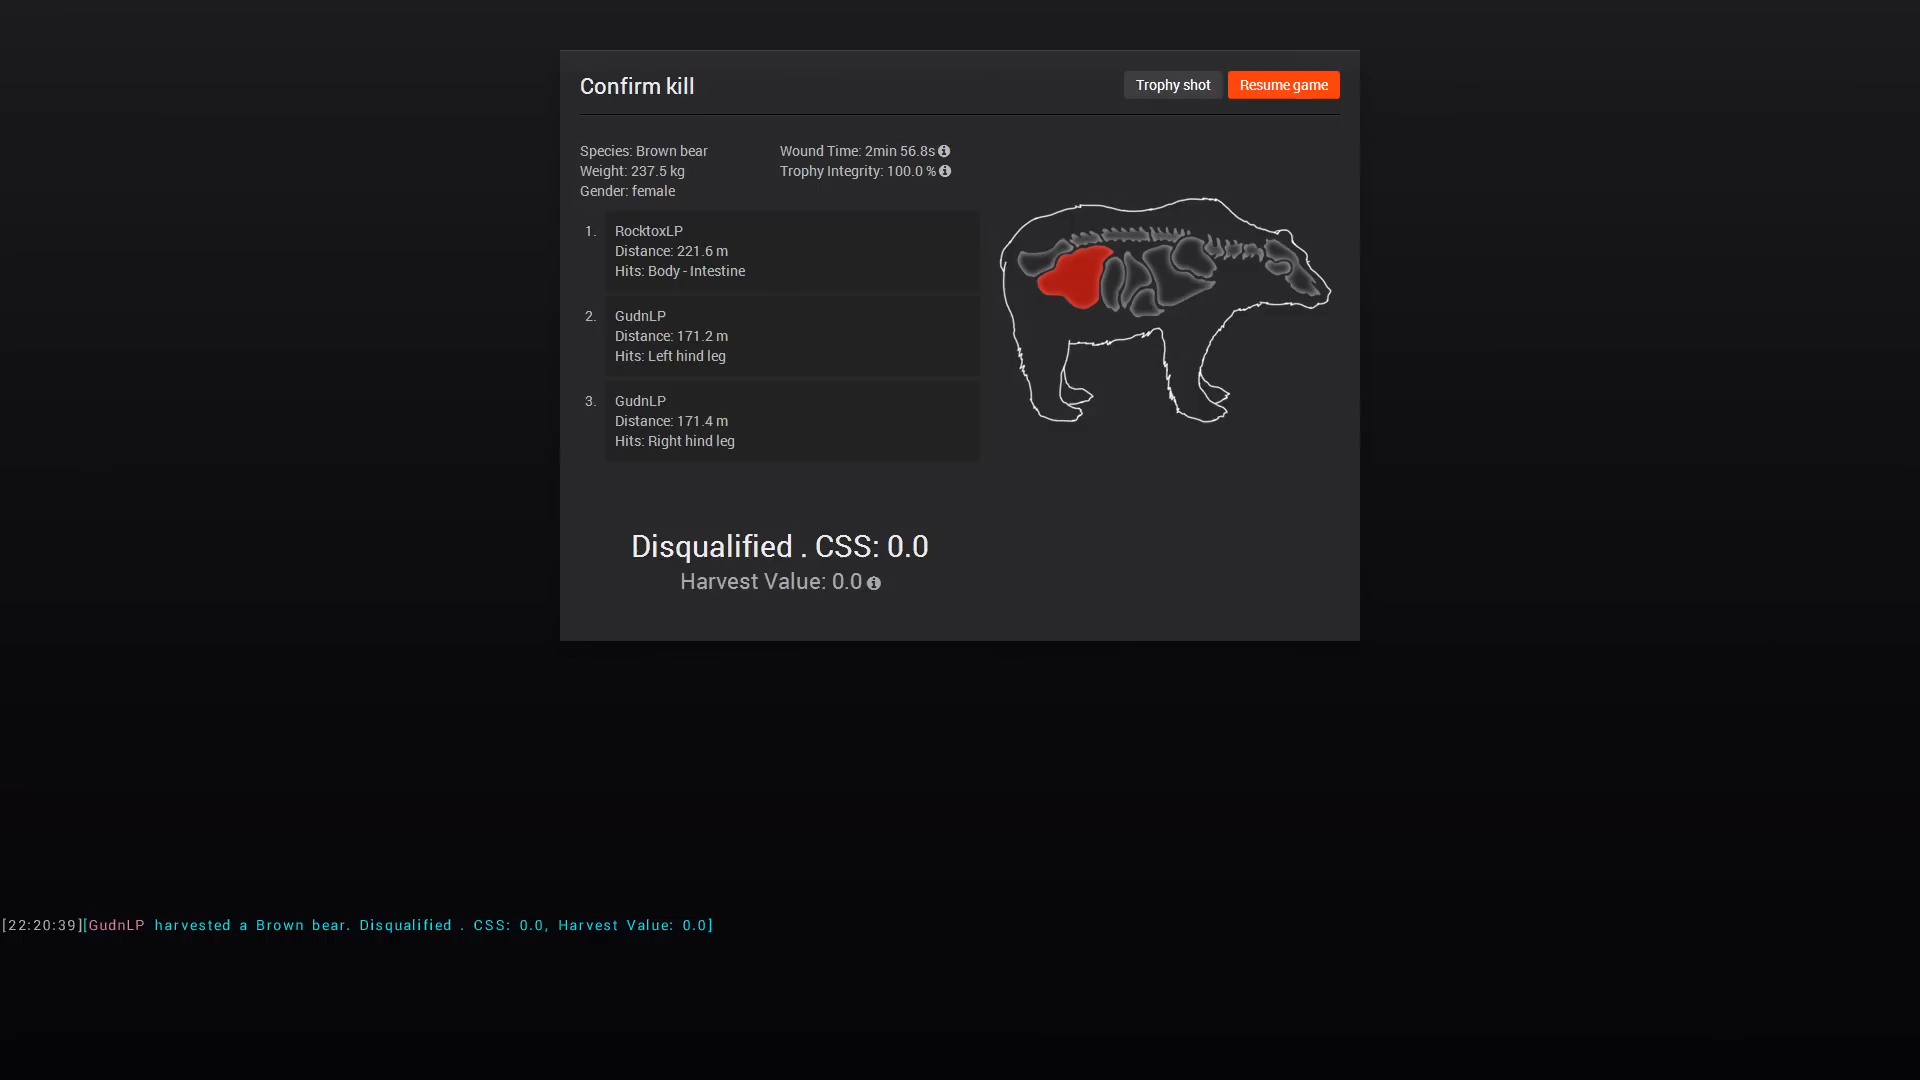 Confirm kill
Trophy shot
Resume game
Species: Brown bear
Weight: 237.5 kg
Gender: female
Wound Time: 2min 56.8s
Trophy Integrity: 100.0 %
1. RocktoxLP
Distance: 221.6 m
Hits: Body - Intestine
2. GudnLP
Distance: 171.2 m
Hits: Left hind leg
3. GudnLP
Distance: 171.4 m
Hits: Right hind leg
Disqualified . CSS: 0.0
Harvest Value: 0.0
[22:20:39][GudnLP harvested a Brown bear. Disqualified . CSS: 0.0, Harvest Value: 0.0]